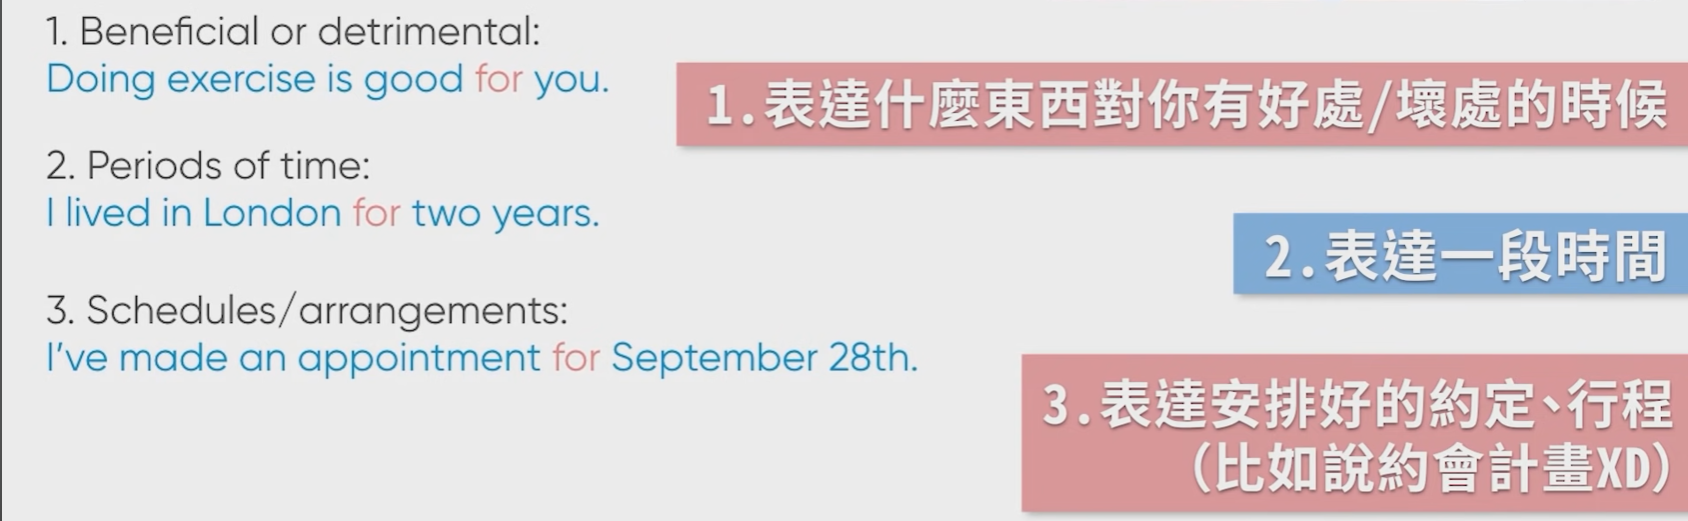 1. Beneficial or detrimental:
Doing exercise is good for you.
1.表達什麼東西對你有好處/壞處的時候
2. Periods of time:
I lived in London for two years.
2.表達一段時間
3. Schedules/arrangements:
I’ve made an appointment for September 28th.
3.表達安排好的約定、行程
（比如說約會計畫XD）